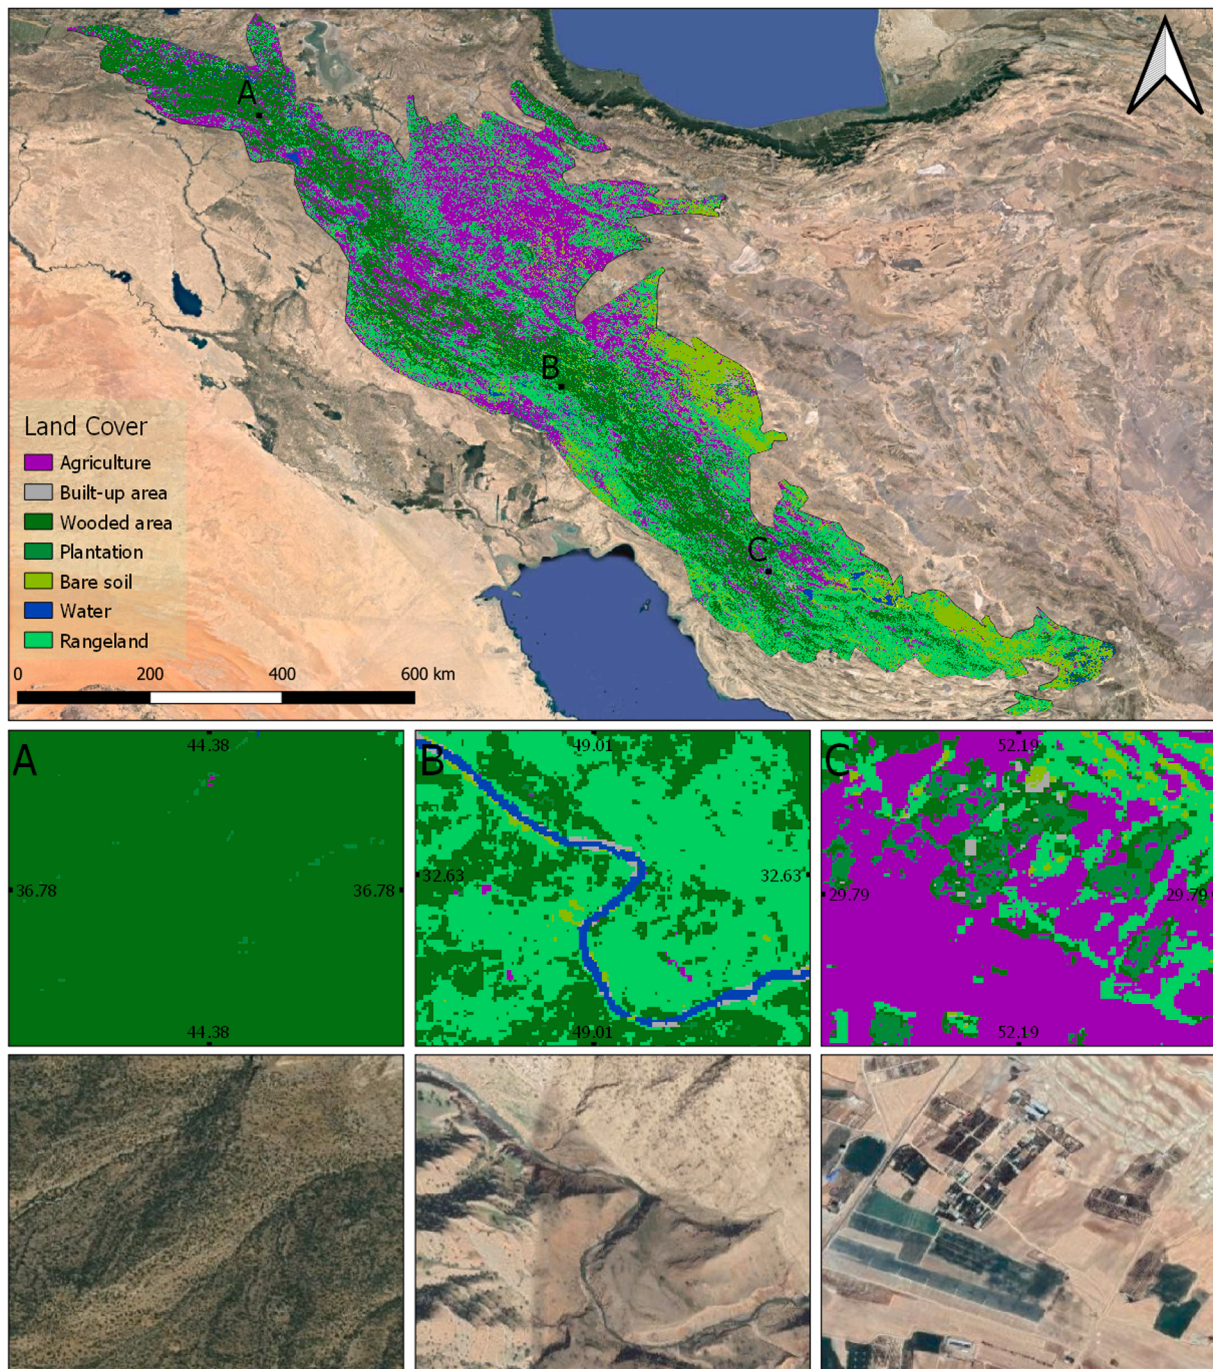 A
B
C
Land Cover
Agriculture
Built-up area
Wooded area
Plantation
Bare soil
Water
Rangeland
0 200 400 600 km
A 44.38
36.78 36.78
44.38
B 49.01
32.63 32.63
49.01
C 52.19
29.79 29.79
52.19